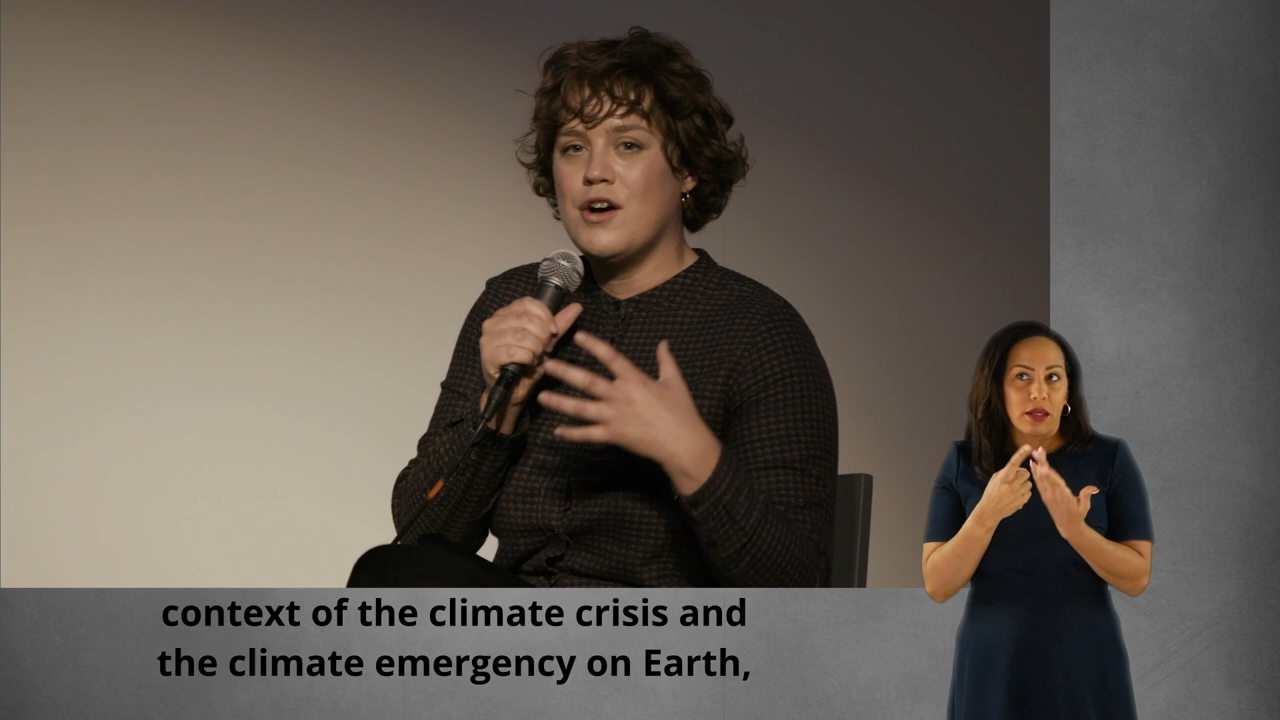 context of the climate crisis and
the climate emergency on Earth,